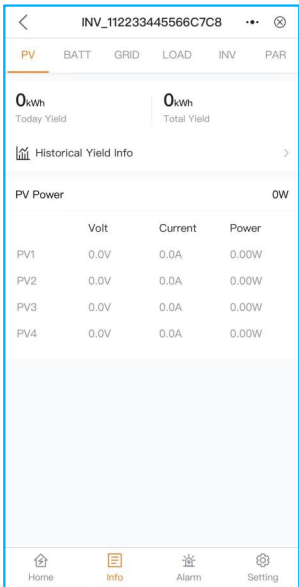 INV_112233445566C7C8
PV BATT GRID LOAD INV PAR
0kWh 0kWh
Today Yield Total Yield
Historical Yield Info
PV Power 0W
Volt Current Power
PV1 0.0V 0.0A 0.00W
PV2 0.0V 0.0A 0.00W
PV3 0.0V 0.0A 0.00W
PV4 0.0V 0.0A 0.00W
Home Info Alarm Setting